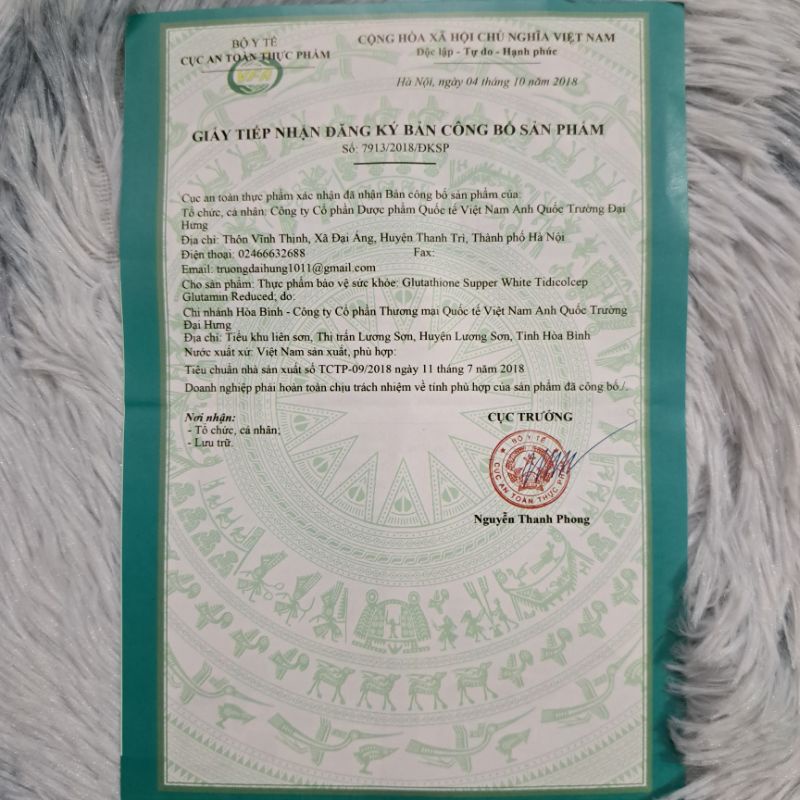 BỘ Y TẾ
CỤC AN TOÀN THỰC PHẨM
VFA
CỘNG HÒA XÃ HỘI CHỦ NGHĨA VIỆT NAM
Độc lập - Tự do - Hạnh phúc
Hà Nội, ngày 04 tháng 10 năm 2018
GIẤY TIẾP NHẬN ĐĂNG KÝ BẢN CÔNG BỐ SẢN PHẨM
Số: 7913/2018/ĐKSP
Cục an toàn thực phẩm xác nhận đã nhận Bản công bố sản phẩm của:
Tổ chức, cá nhân: Công ty Cổ phần Dược phẩm Quốc tế Việt Nam Anh Quốc Trường Đại
Hưng
Địa chỉ: Thôn Vĩnh Thịnh, Xã Đại Áng, Huyện Thanh Trì, Thành phố Hà Nội
Điện thoại: 02466632688 Fax:
Email: truongdaihung1011@gmail.com
Cho sản phẩm: Thực phẩm bảo vệ sức khỏe: Glutathione Supper White Tidicolcep
Glutamin Reduced; do:
Chi nhánh Hòa Bình - Công ty Cổ phần Thương mại Quốc tế Việt Nam Anh Quốc Trường
Đại Hưng
Địa chỉ: Tiểu khu liên sơn, Thị trấn Lương Sơn, Huyện Lương Sơn, Tỉnh Hòa Bình
Nước xuất xứ: Việt Nam sản xuất, phù hợp:
Tiêu chuẩn nhà sản xuất số TCTP-09/2018 ngày 11 tháng 7 năm 2018
Doanh nghiệp phải hoàn toàn chịu trách nhiệm về tính phù hợp của sản phẩm đã công bố./.
Nơi nhận:
- Tổ chức, cá nhân;
- Lưu trữ.
CỤC TRƯỞNG
BỘ Y TẾ
CỤC AN TOÀN THỰC PHẨM
Nguyễn Thanh Phong